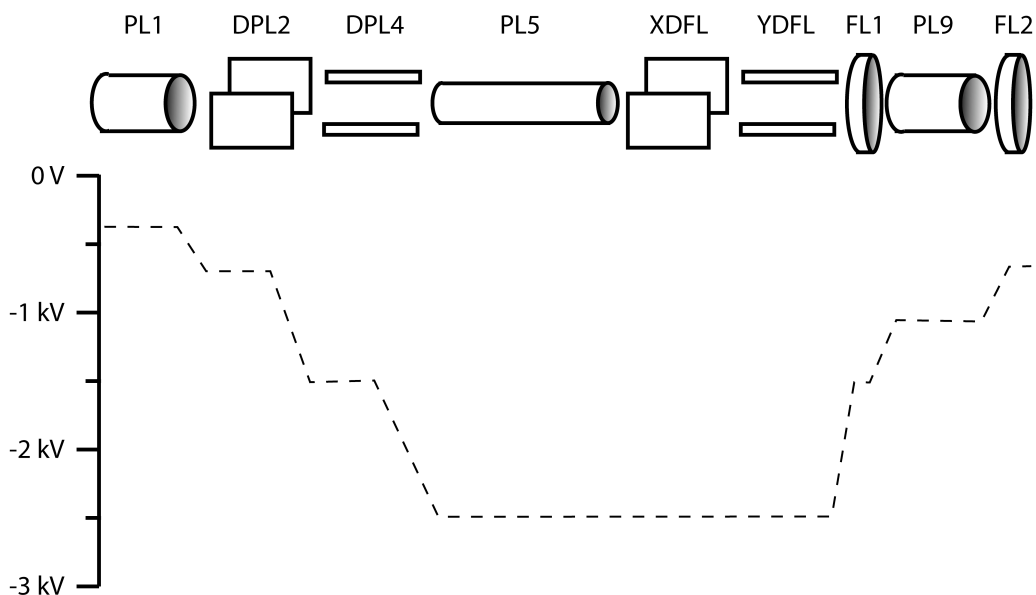 PL1 DPL2 DPL4 PL5 XDFL YDFL FL1 PL9 FL2
0 V
-1 kV
-2 kV
-3 kV